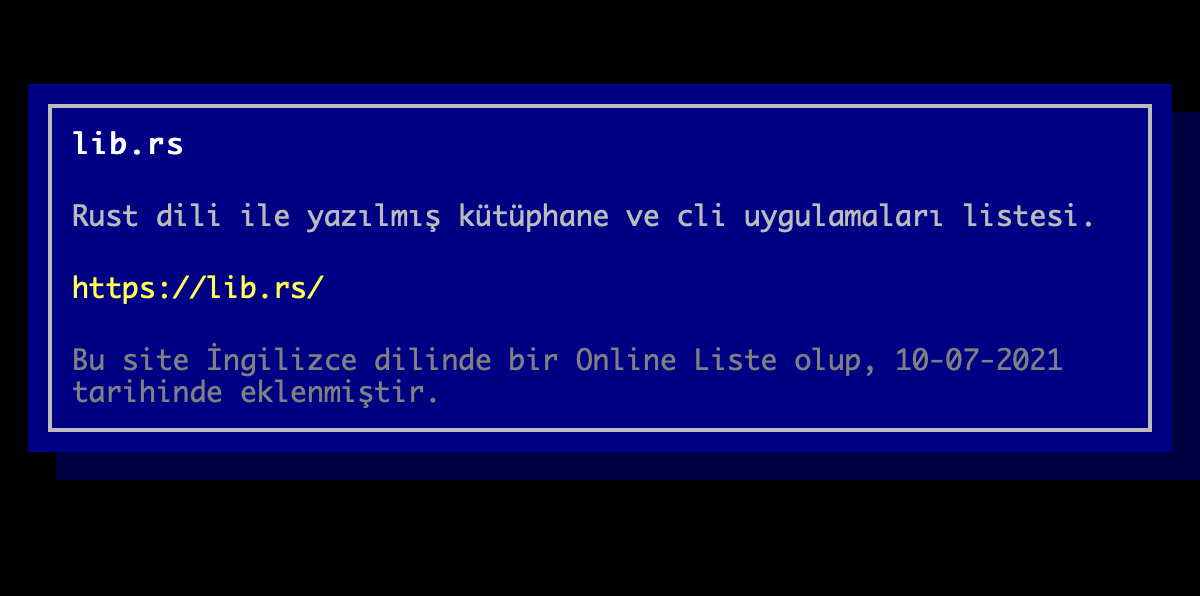 lib.rs
Rust dili ile yazılmış kütüphane ve cli uygulamaları listesi.
https://lib.rs/
Bu site İngilizce dilinde bir Online Liste olup, 10-07-2021
tarihinde eklenmiştir.